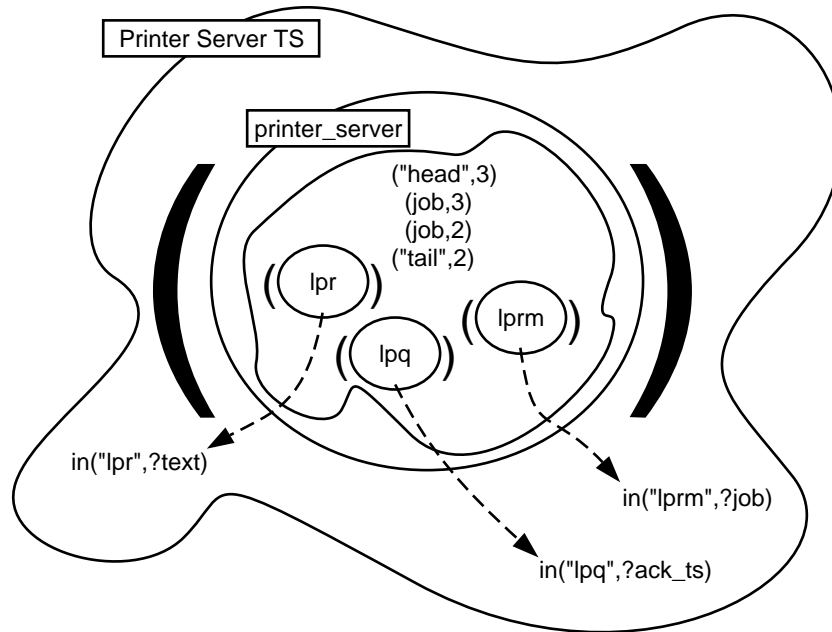 Printer Server TS
printer_server
("head",3)
(job,3)
(job,2)
("tail",2)
(lpr)
(lprm)
(lpq)
in("lpr",?text)
in("lprm",?job)
in("lpq",?ack_ts)